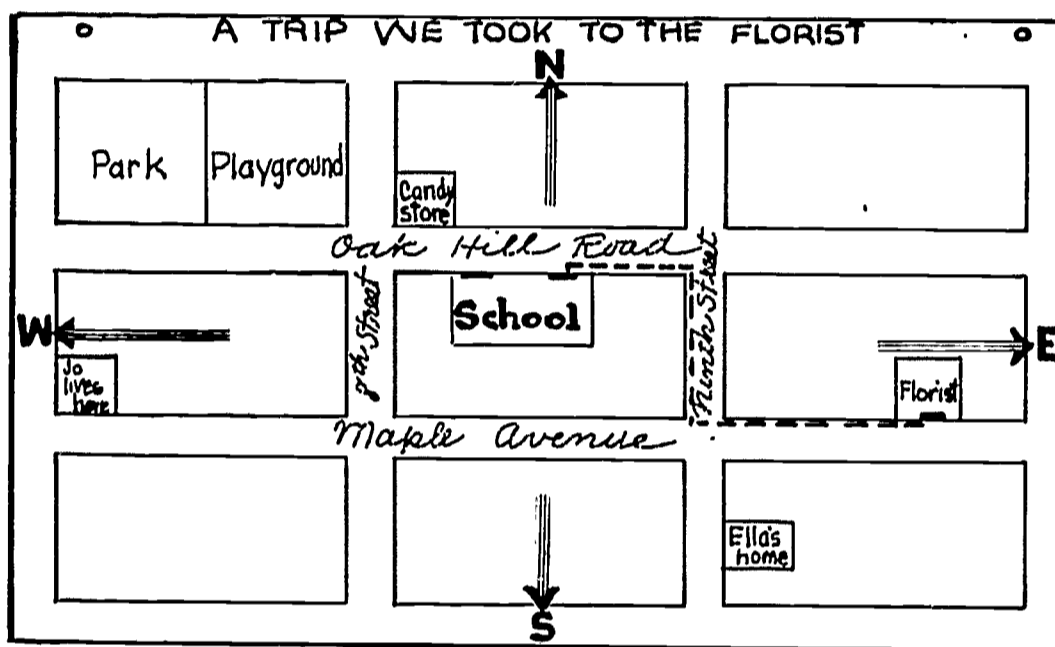 A TRIP WE TOOK TO THE FLORIST
N
Park
Playground
Candy
store
Oak Hill Road
8th Street
Ninth Street
School
W
E
Jo
lives
here
Florist
Maple Avenue
Ella's
home
S